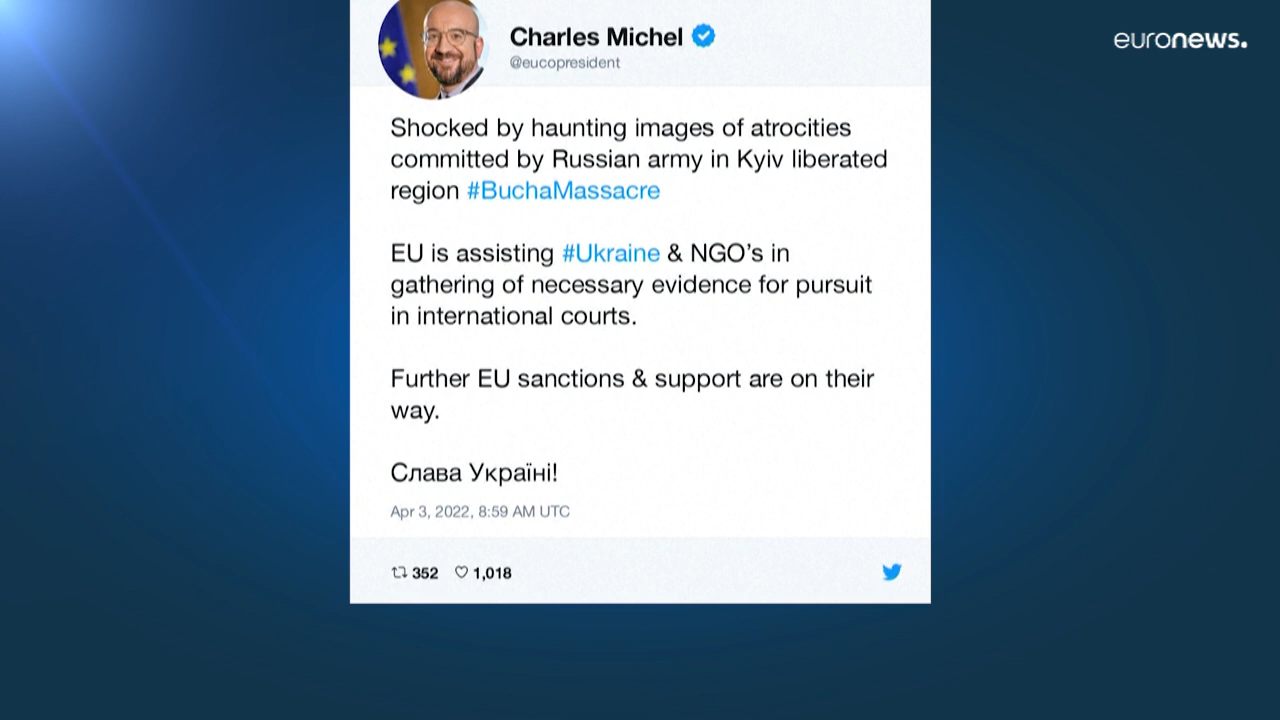 euronews.
Charles Michel
@eucopresident
Shocked by haunting images of atrocities
committed by Russian army in Kyiv liberated
region #BuchaMassacre
EU is assisting #Ukraine & NGO’s in
gathering of necessary evidence for pursuit
in international courts.
Further EU sanctions & support are on their
way.
Слава Україні!
Apr 3, 2022, 8:59 AM UTC
352 1,018